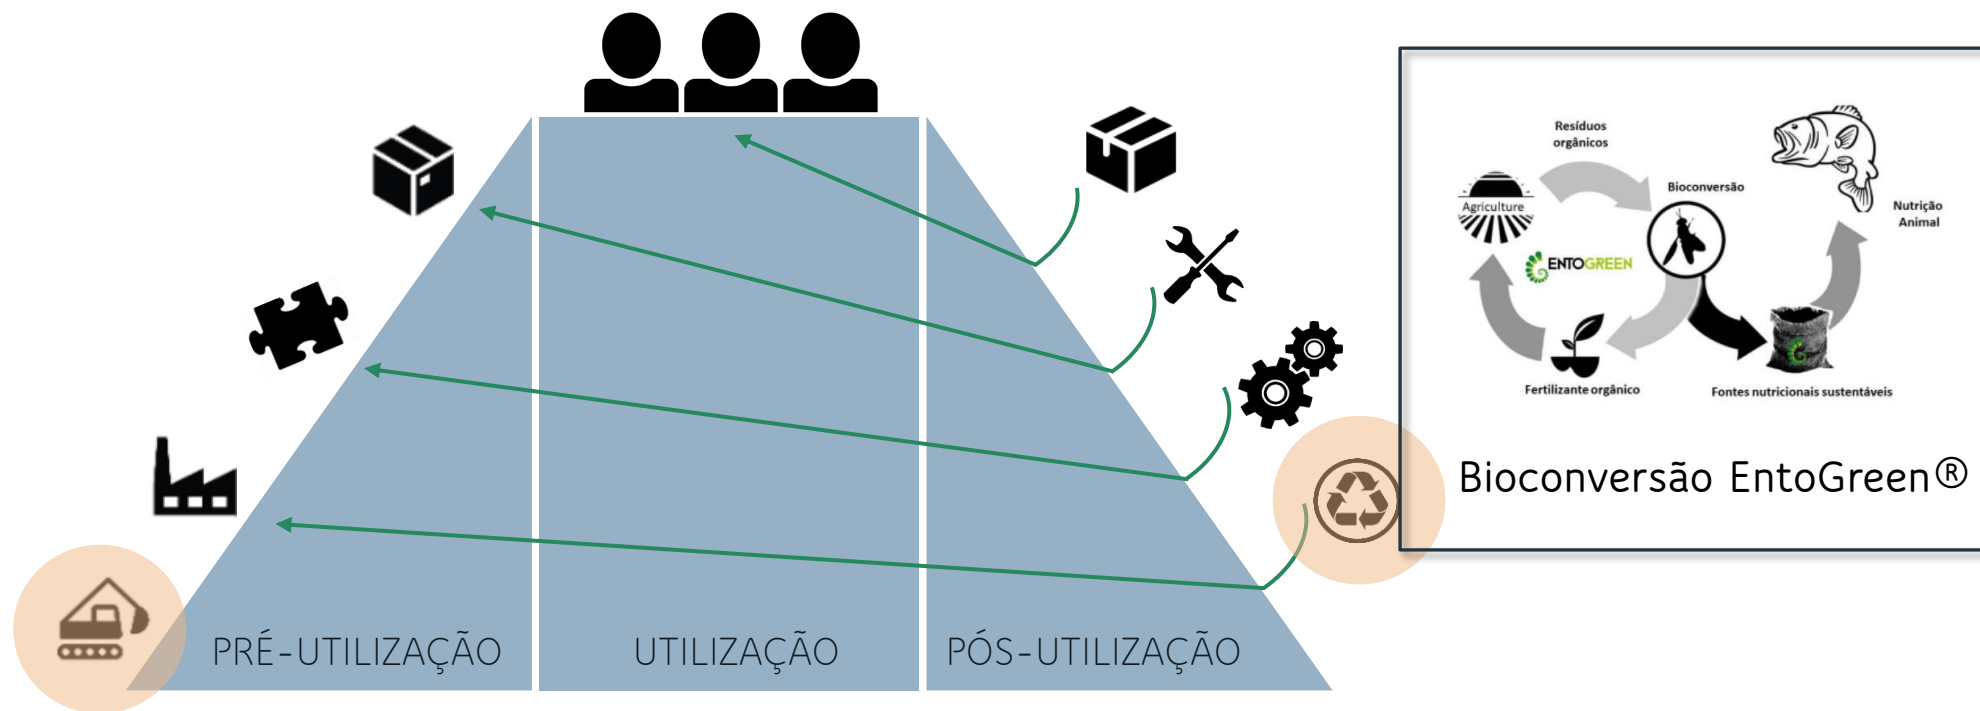 PRÉ-UTILIZAÇÃO
UTILIZAÇÃO
PÓS-UTILIZAÇÃO
Resíduos
orgânicos
Bioconversão
Agriculture
Nutrição
Animal
ENTOGREEN
Fertilizante orgânico
Fontes nutricionais sustentáveis
Bioconversão EntoGreen®